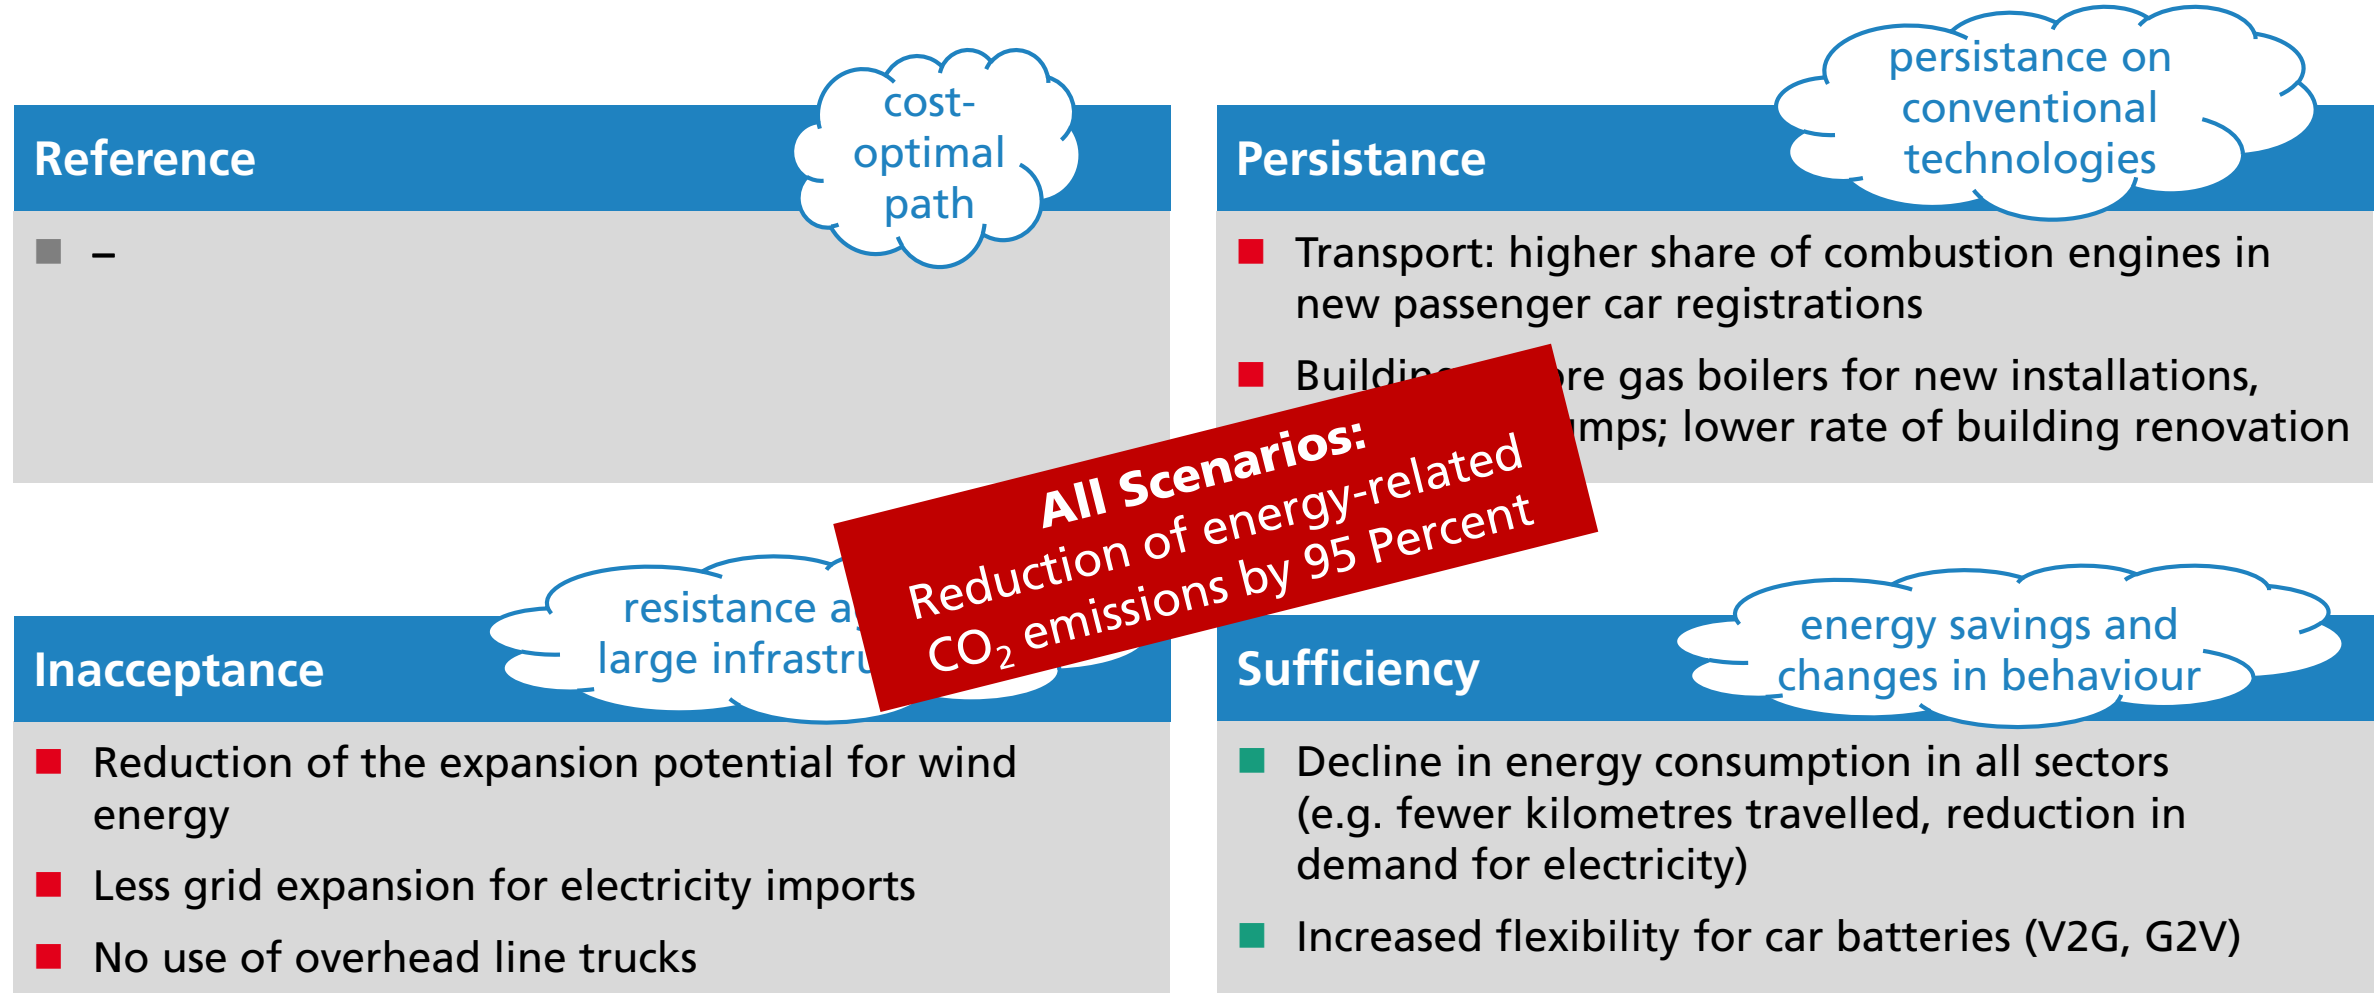 cost-
optimal
path
Reference
–
persistance on
conventional
technologies
Persistance
Transport: higher share of combustion engines in
new passenger car registrations
gas boilers for new installations,
lower rate of building renovation
All Scenarios:
Reduction of energy-related
CO₂ emissions by 95 Percent
resistance
large
Inacceptance
Reduction of the expansion potential for wind
energy
Less grid expansion for electricity imports
No use of overhead line trucks
energy savings and
changes in behaviour
Sufficiency
Decline in energy consumption in all sectors
(e.g. fewer kilometres travelled, reduction in
demand for electricity)
Increased flexibility for car batteries (V2G, G2V)